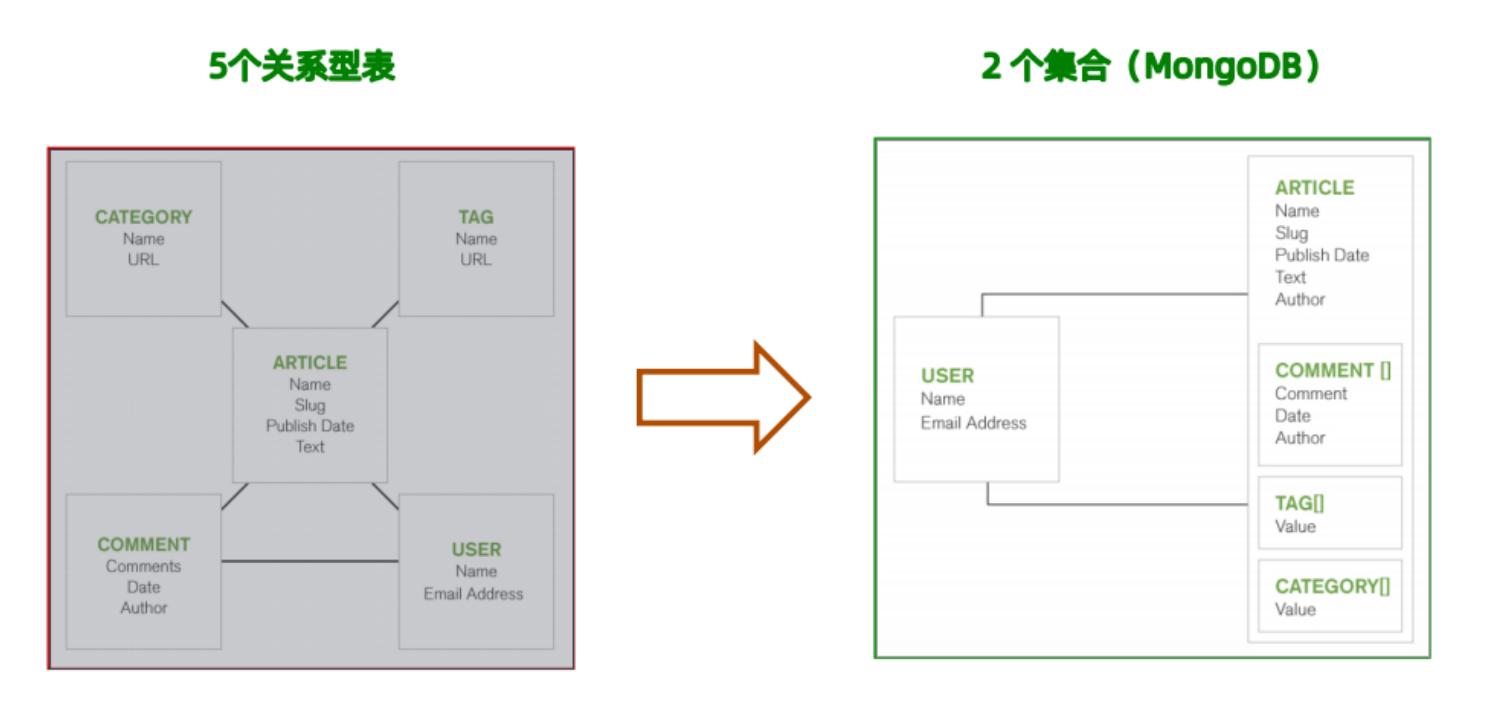 5个关系型表
2 个集合（MongoDB）
CATEGORY
Name
URL
TAG
Name
URL
ARTICLE
Name
Slug
Publish Date
Text
COMMENT
Comments
Date
Author
USER
Name
Email Address
USER
Name
Email Address
ARTICLE
Name
Slug
Publish Date
Text
Author
COMMENT []
Comment
Date
Author
TAG[]
Value
CATEGORY[]
Value